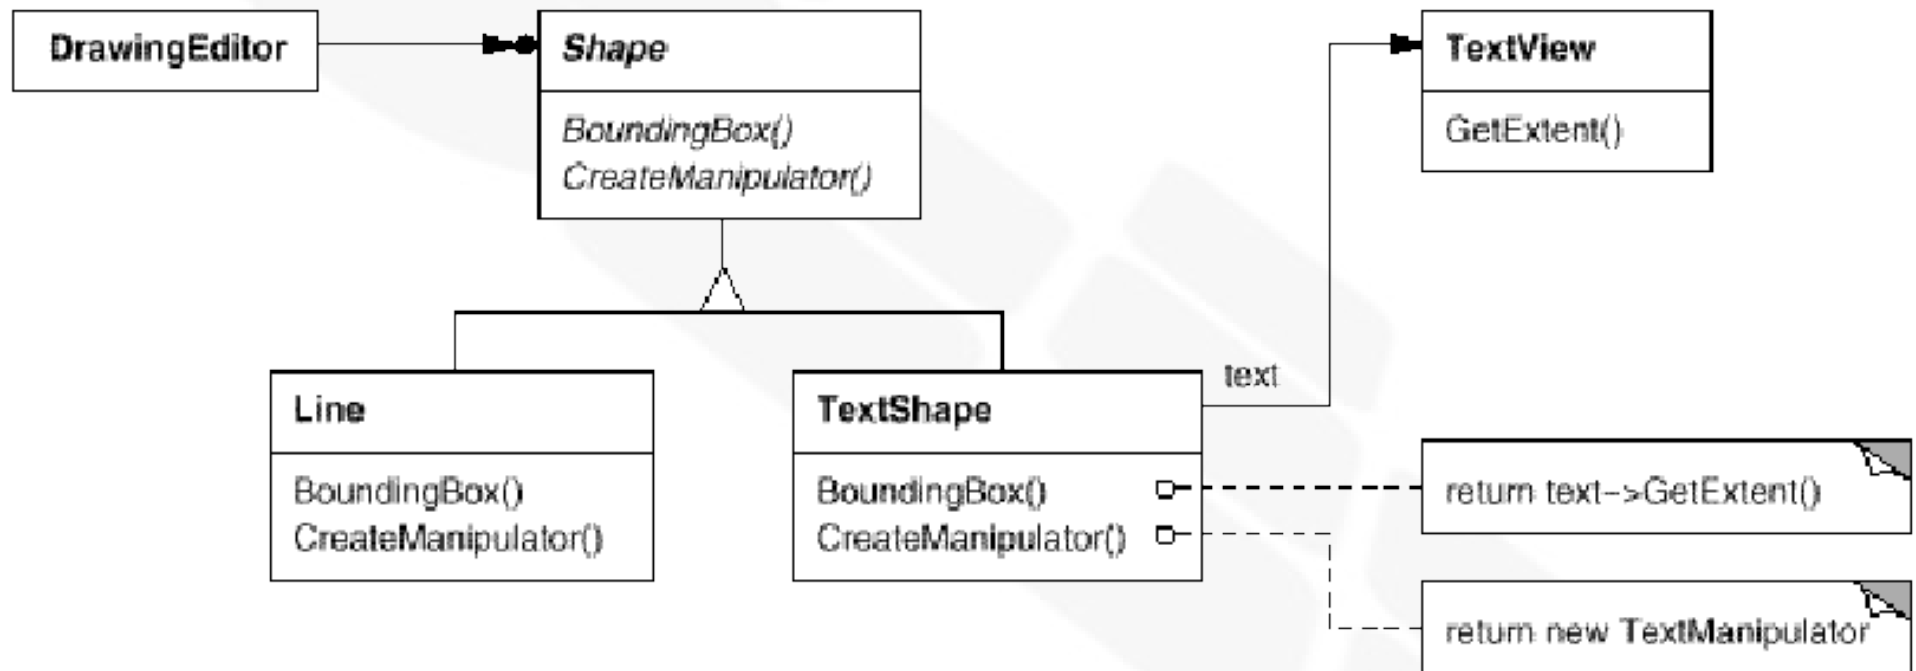 DrawingEditor
Shape
BoundingBox()
CreateManipulator()
TextView
GetExtent()
Line
BoundingBox()
CreateManipulator()
TextShape
BoundingBox()
CreateManipulator()
text
return text->GetExtent()
return new TextManipulator